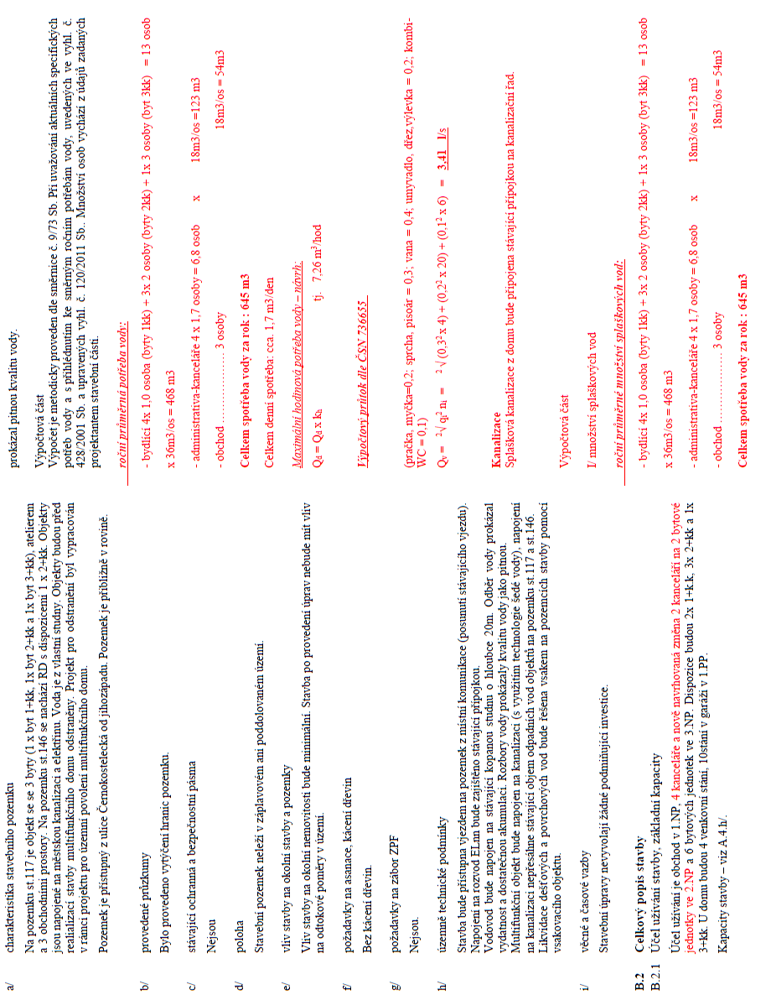 a/ charakteristika stavebního pozemku
Na pozemku st.117 je objekt se se 3 byty (1 x byt 1+kk, 1x byt 2+kk a 1x byt 3+kk), atelierem
a 3 obchodními prostory. Na pozemku st.146 se nachází RD s dispozicemi 1 x 2+kk. Objekty
jsou napojené na městskou kanalizaci a elektřinu. Voda je z vlastní studny. Objekty budou před
realializací stavby multifunkčního domu odstraněny. Projekt pro odstranění byl vypracován
v rámci projektu pro územní povolení multifunkčního domu.
Pozemek je přístupný z ulice Černokostelecká od jihozápadu. Pozemek je přibližně v rovině.
b/ provedené průzkumy
Bylo provedeno vytýčení hranic pozemku.
c/ stávající ochranná a bezpečnostní pásma
Nejsou
d/ poloha
Stavební pozemek neleží v záplavovém ani poddolovaném území.
e/ vliv stavby na okolní stavby a pozemky
Vliv stavby na okolní nemovitosti bude minimální. Stavba po provedení úprav nebude mít vliv
na odtokové poměry v území.
f/ požadavky na asanace, kácení dřevin
Bez kácení dřevin.
g/ požadavky na zábor ZPF
Nejsou.
h/ územně technické podmínky
Stavba bude přístupna vjezdem na pozemek z místní komunikace (posunutí stávajícího vjezdu).
Napojení na rozvod EI.nn bude zajištěno stávající přípojkou.
Vodovod bude napojen na stávající kopanou studnu o hloubce 20m. Odběr vody prokázal
vydatnost a dostatečnou akumulaci. Rozbory vody prokázaly kvalitu vody jako pitnou.
Multifunkční objekt bude napojen na kanalizaci (s využitím technologie šedé vody), napojení
na kanalizaci nepřesáhne stávající objem odpadních vod objektů na pozemku st.117 a st.146.
Likvidace dešťových a povrchových vod bude řešena vsakem na pozemcích stavby pomocí
vsakovacího objektu.
i/ věcné a časové vazby
Stavební úpravy nevyvolají žádné podmiňující investice.
B.2 Celkový popis stavby
B.2.1 Účel užívání stavby, základní kapacity
Účel užívání je obchod v 1.NP, 4 kanceláře a nově navrhovaná změna 2 kanceláří na 2 bytové
jednotky ve 2.NP a 6 bytových jednotek ve 3.NP. Dispozice budou 2x 1+k.k, 3x 2+kk a 1x
3+kk. U domu budou 4 venkovní stání, 10stání v garáži v 1.PP.
Kapacity stavby – viz A.4.h/.
prokázal pitnou kvalitu vody.
Výpočtová část
Výpočet je metodicky proveden dle směrnice č. 9/73 Sb. Při uvažování aktuálních specifických
potřeb vody a s přihlédnutím ke směrným ročním potřebám vody, uvedených ve vyhl. č.
428/2001 Sb. a upravených vyhl. č. 120/2011 Sb.. Množství osob vychází z údajů zadaných
projektantem stavební části.
roční průměrná potřeba vody:
- bydlící 4x 1,0 osoba (byty 1kk) + 3x 2 osoby (byty 2kk) + 1x 3 osoby (byt 3kk) = 13 osob
x 36m3/os = 468 m3
- administrativa-kanceláře 4 x 1,7 osoby = 6,8 osob x 18m3/os =123 m3
- obchod ........................ 3 osoby 18m3/os = 54m3
Celkem spotřeba vody za rok : 645 m3
Celkem denní spotřeba: cca. 1,7 m3/den
Maximální hodinová potřeba vody – návrh:
Qd = Qd x kh tj. 7,26 m³/hod
Výpočtový průtok dle ČSN 736655
(pračka, myčka=0,2; sprcha, pisoár = 0,3; vana = 0,4; umyvadlo, dřez,výlevka = 0,2; kombi-
WC = 0,1)
Qv = ²√ qi² ni = ²√ (0,3² x 4) + (0,2² x 20) + (0,1² x 6) = 3,41 l/s
Kanalizace
Splašková kanalizace z domu bude připojena stávající přípojkou na kanalizační řad.
Výpočtová část
I/ množství splaškových vod
roční průměrné množství splaškových vod:
- bydlící 4x 1,0 osoba (byty 1kk) + 3x 2 osoby (byty 2kk) + 1x 3 osoby (byt 3kk) = 13 osob
x 36m3/os = 468 m3
- administrativa-kanceláře 4 x 1,7 osoby = 6,8 osob x 18m3/os =123 m3
- obchod ........................ 3 osoby 18m3/os = 54m3
Celkem spotřeba vody za rok : 645 m3